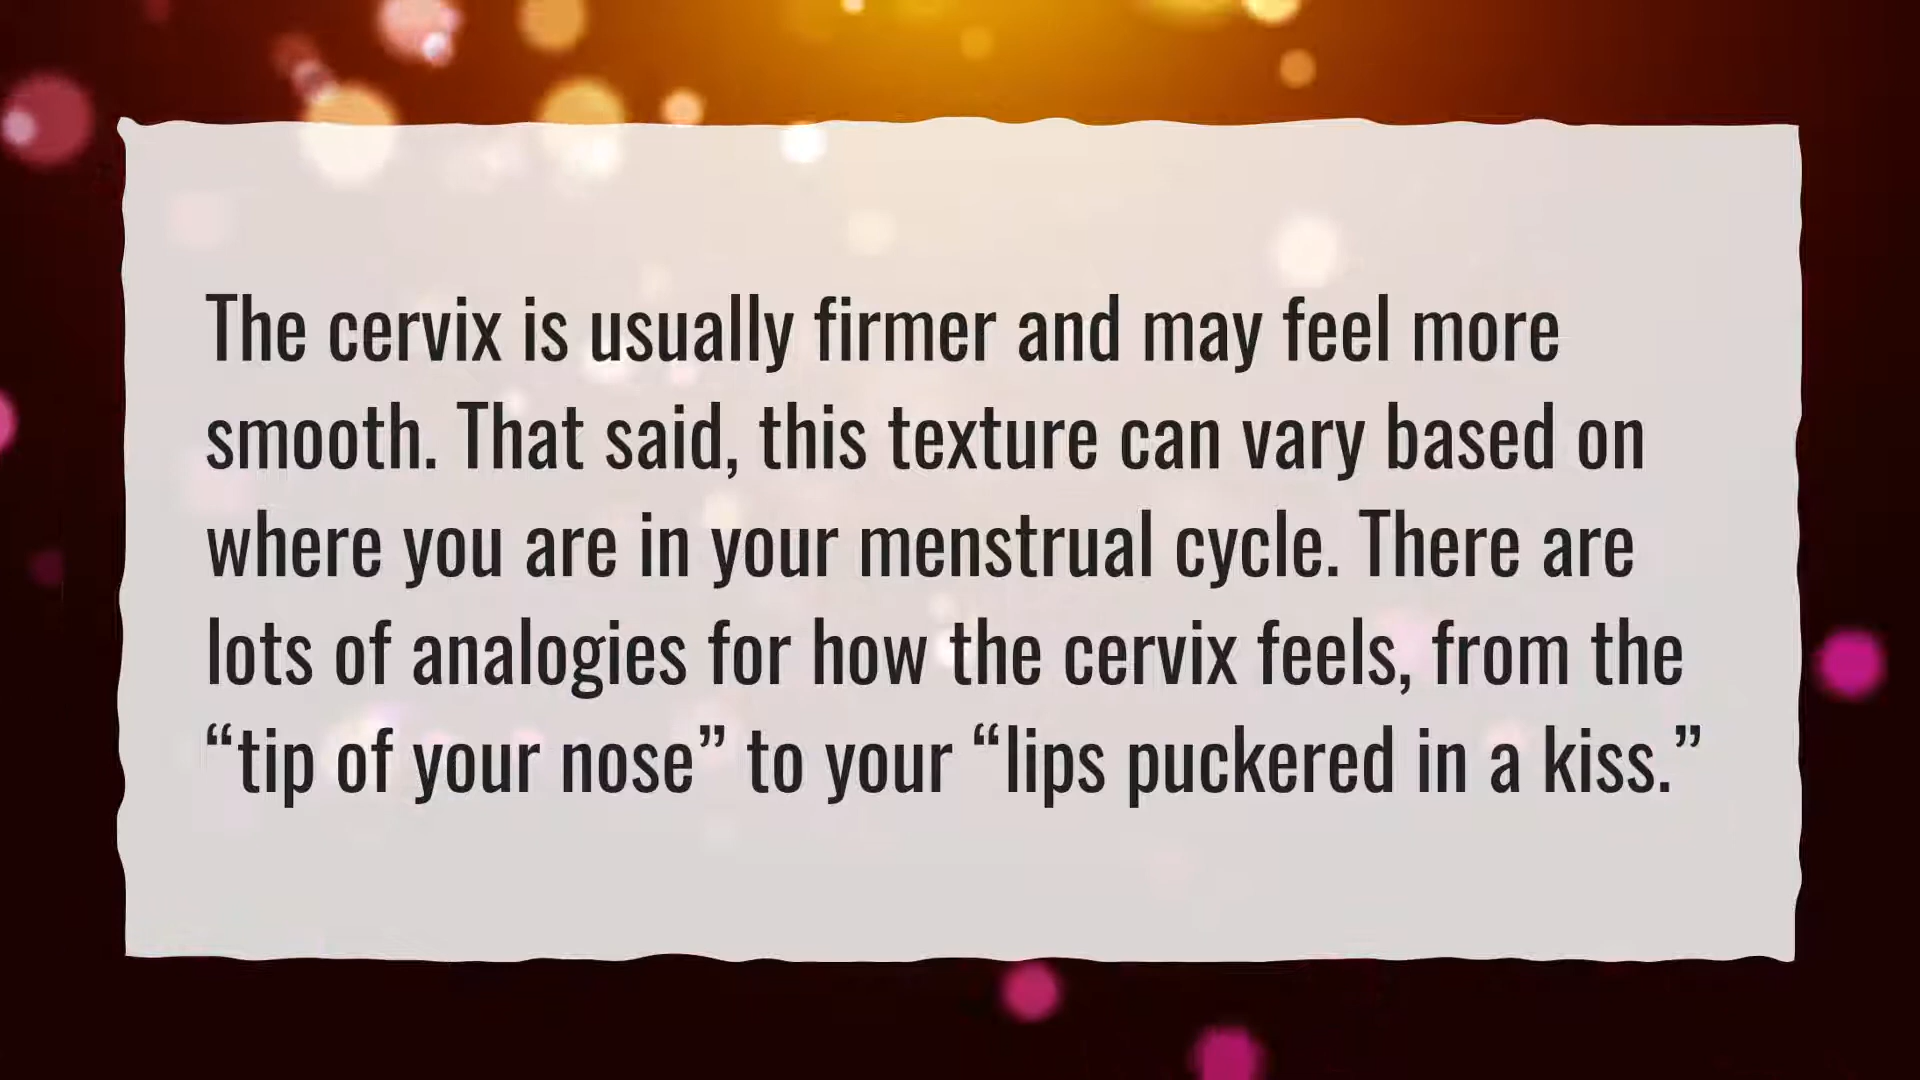 The cervix is usually firmer and may feel more
smooth. That said, this texture can vary based on
where you are in your menstrual cycle. There are
lots of analogies for how the cervix feels, from the
“tip of your nose” to your “lips puckered in a kiss.”